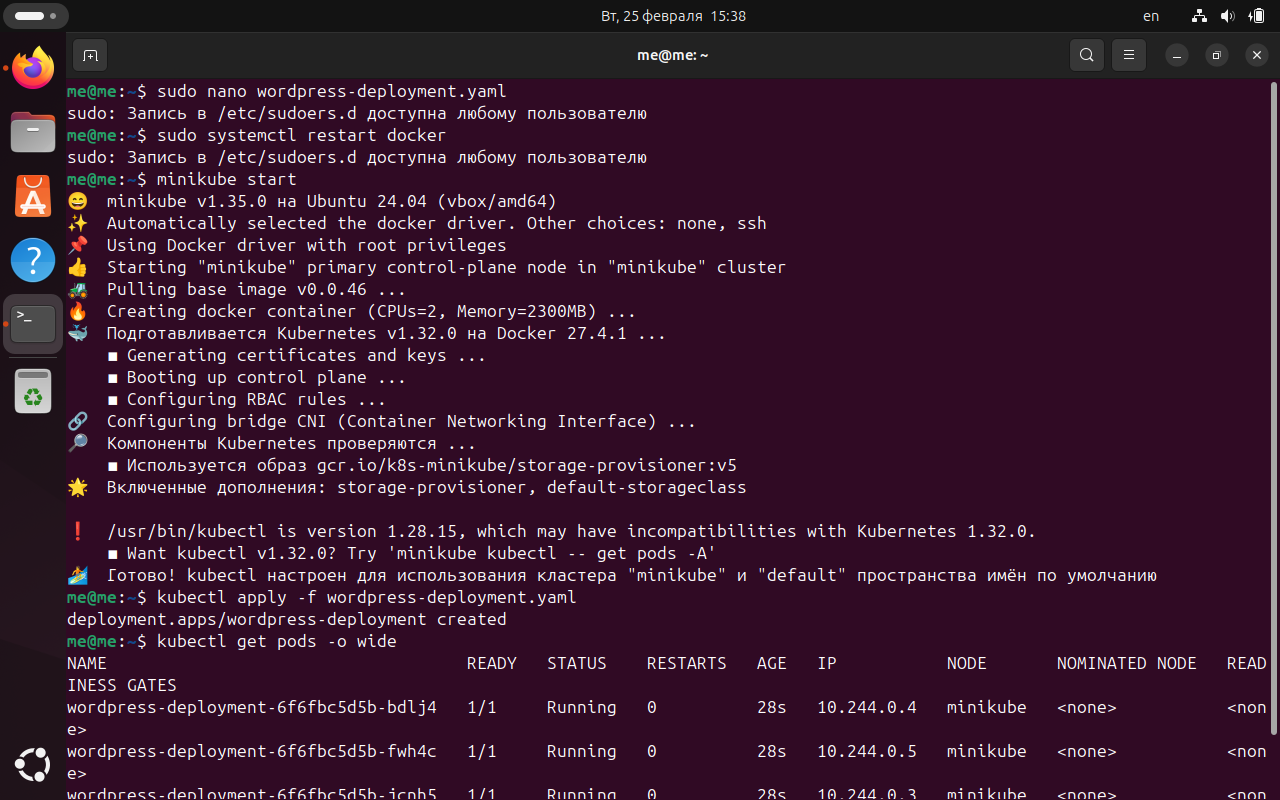 Вт, 25 февраля 15:38
en
me@me: ~
me@me:~$ sudo nano wordpress-deployment.yaml
sudo: Запись в /etc/sudoers.d доступна любому пользователю
me@me:~$ sudo systemctl restart docker
sudo: Запись в /etc/sudoers.d доступна любому пользователю
me@me:~$ minikube start
minikube v1.35.0 на Ubuntu 24.04 (vbox/amd64)
Automatically selected the docker driver. Other choices: none, ssh
Using Docker driver with root privileges
Starting "minikube" primary control-plane node in "minikube" cluster
Pulling base image v0.0.46 ...
Creating docker container (CPUs=2, Memory=2300MB) ...
Подготавливается Kubernetes v1.32.0 на Docker 27.4.1 ...
■ Generating certificates and keys ...
■ Booting up control plane ...
■ Configuring RBAC rules ...
Configuring bridge CNI (Container Networking Interface) ...
Компоненты Kubernetes проверяются ...
■ Используется образ gcr.io/k8s-minikube/storage-provisioner:v5
Включенные дополнения: storage-provisioner, default-storageclass
❗ /usr/bin/kubectl is version 1.28.15, which may have incompatibilities with Kubernetes 1.32.0.
■ Want kubectl v1.32.0? Try 'minikube kubectl -- get pods -A'
Готово! kubectl настроен для использования кластера "minikube" и "default" пространства имён по умолчанию
me@me:~$ kubectl apply -f wordpress-deployment.yaml
deployment.apps/wordpress-deployment created
me@me:~$ kubectl get pods -o wide
NAME READY STATUS RESTARTS AGE IP NODE NOMINATED NODE READ
INESS GATES
wordpress-deployment-6f6fbc5d5b-bdlj4 1/1 Running 0 28s 10.244.0.4 minikube <none> <non
e>
wordpress-deployment-6f6fbc5d5b-fwh4c 1/1 Running 0 28s 10.244.0.5 minikube <none> <non
e>
wordpress-deployment-6f6fbc5d5b-jcnb5 1/1 Running 0 28s 10.244.0.3 minikube <none> <non